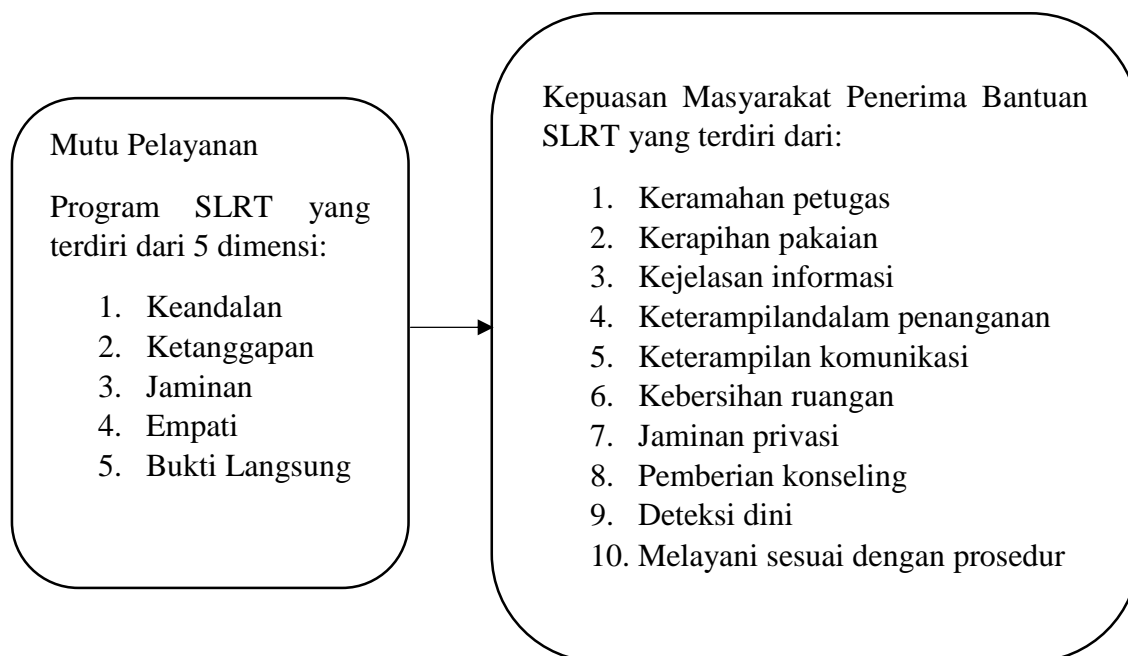 Mutu Pelayanan
Program SLRT yang
terdiri dari 5 dimensi:
1. Keandalan
2. Ketanggapan
3. Jaminan
4. Empati
5. Bukti Langsung
Kepuasan Masyarakat Penerima Bantuan
SLRT yang terdiri dari:
1. Keramahan petugas
2. Kerapihan pakaian
3. Kejelasan informasi
4. Keterampilandalam penanganan
5. Keterampilan komunikasi
6. Kebersihan ruangan
7. Jaminan privasi
8. Pemberian konseling
9. Deteksi dini
10. Melayani sesuai dengan prosedur